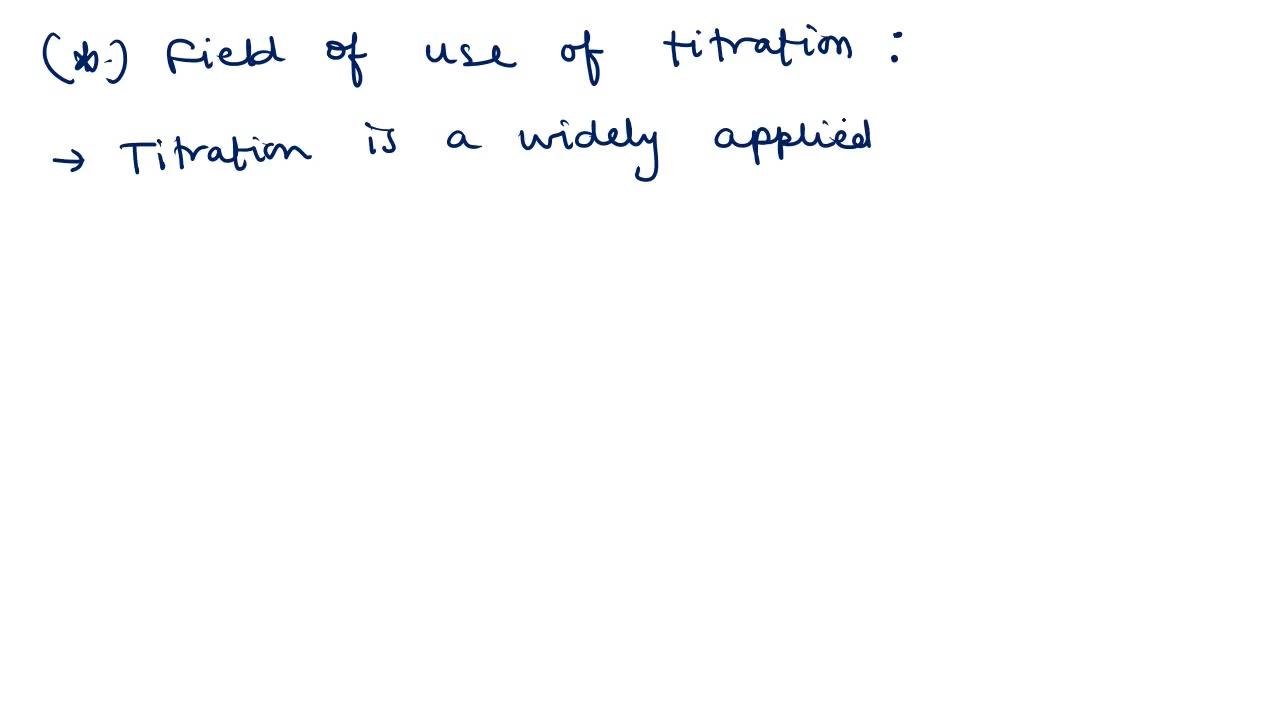 (*) Field of use of titration :
→ Titration is a widely applied